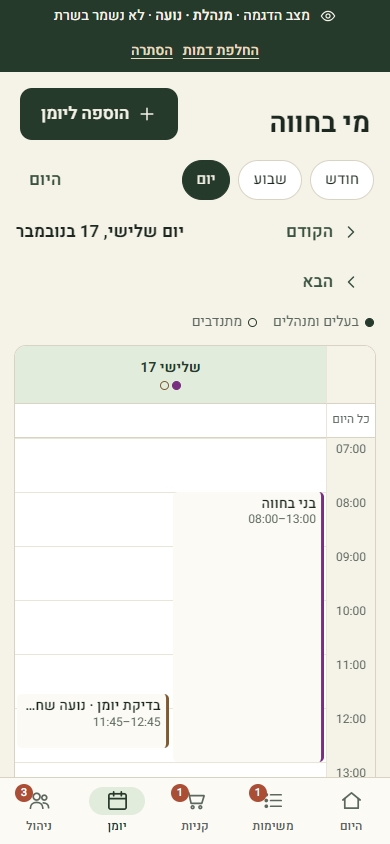 מצב הדגמה · מנהלת · נועה · לא נשמר בשרת
החלפת דמות הסתרה
מי בחווה
הוספה ליומן
חודש שבוע יום היום
הקודם יום שלישי, 17 בנובמבר
הבא
בעלים ומנהלים מתנדבים
שלישי 17
כל היום
07:00
08:00
בני בחווה
08:00–13:00
09:00
10:00
11:00
בדיקת יומן · נועה שח...
11:45–12:45
12:00
13:00
1 1 3
היום משימות קניות יומן ניהול